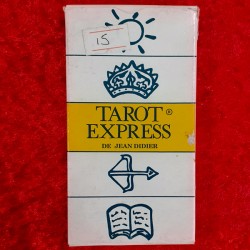 15
TAROT®
EXPRESS
DE JEAN DIDIER